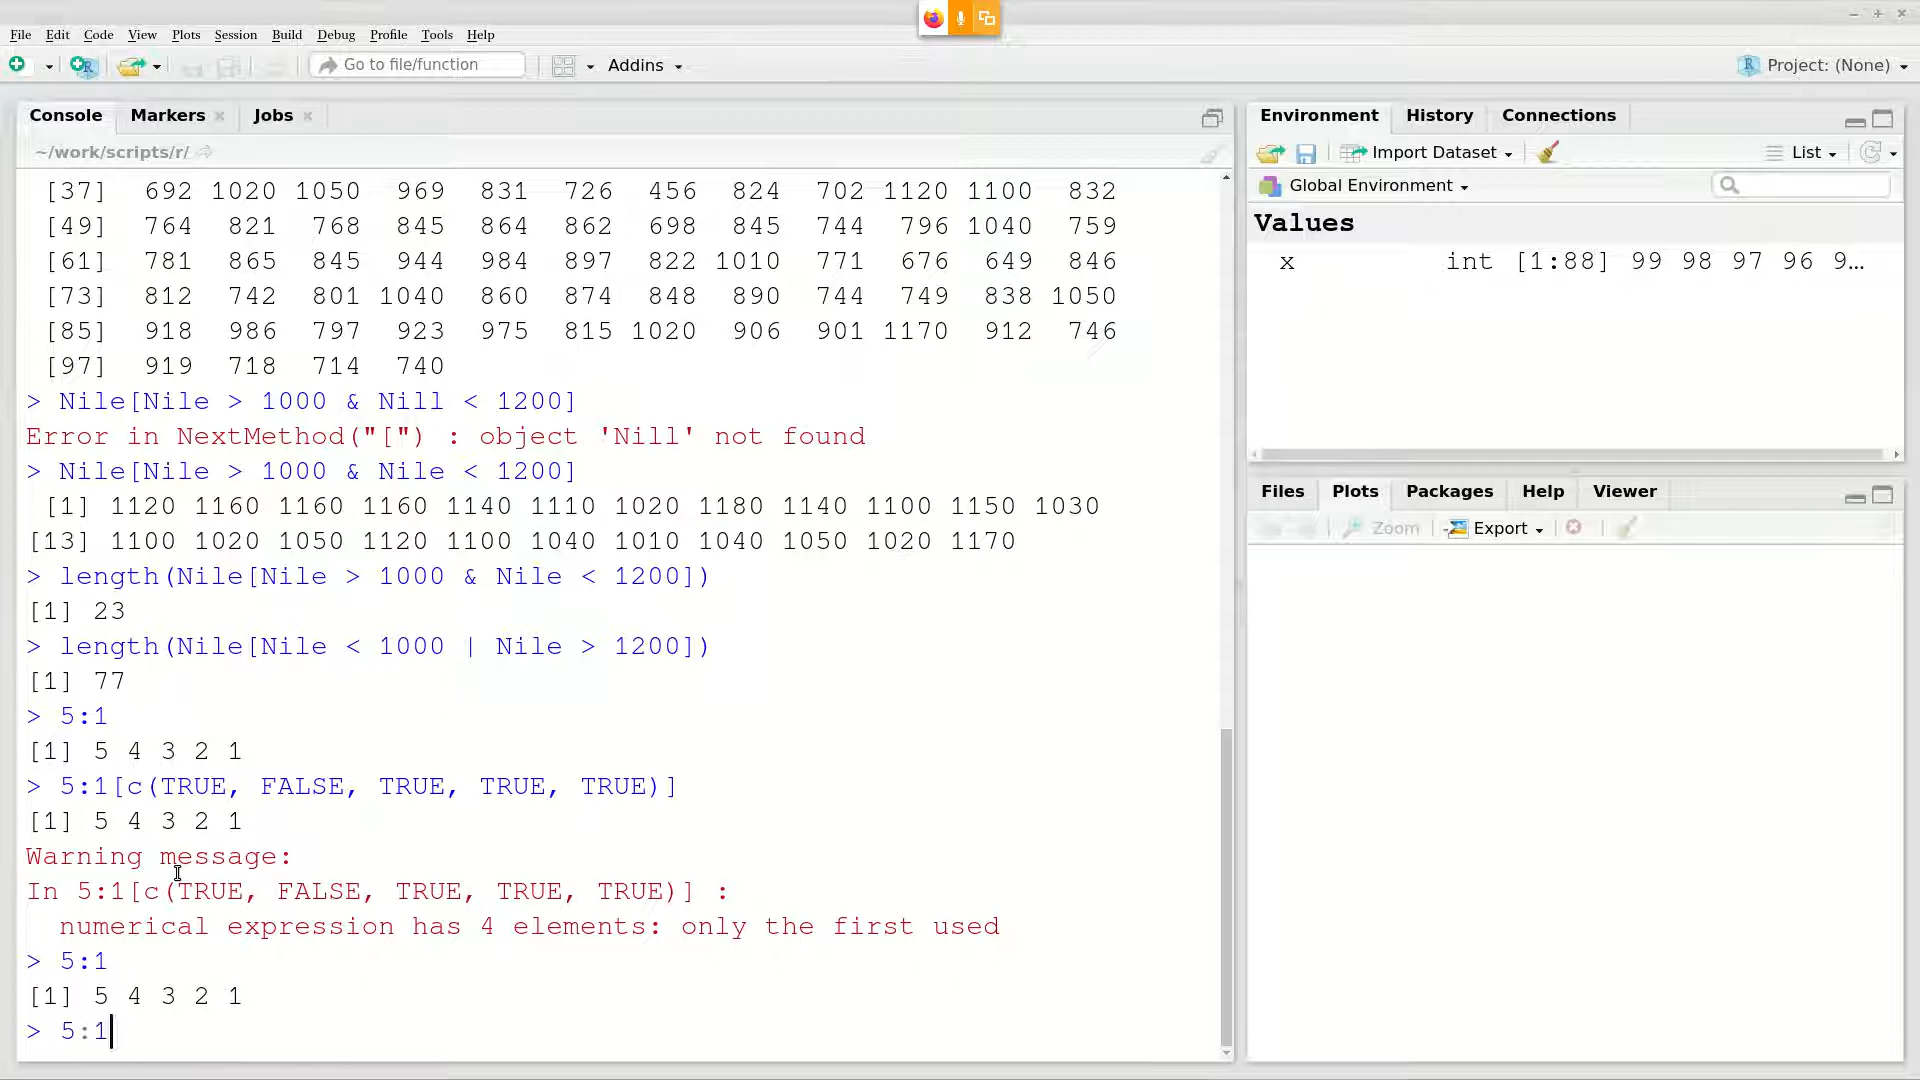 File Edit Code View Plots Session Build Debug Profile Tools Help
Go to file/function Addins Project: (None)
Console Markers Jobs
~/work/scripts/r/
[37] 692 1020 1050 969 831 726 456 824 702 1120 1100 832
[49] 764 821 768 845 864 862 698 845 744 796 1040 759
[61] 781 865 845 944 984 897 822 1010 771 676 649 846
[73] 812 742 801 1040 860 874 848 890 744 749 838 1050
[85] 918 986 797 923 975 815 1020 906 901 1170 912 746
[97] 919 718 714 740
> Nile[Nile > 1000 & Nill < 1200]
Error in NextMethod("[") : object 'Nill' not found
> Nile[Nile > 1000 & Nile < 1200]
[1] 1120 1160 1160 1160 1140 1110 1020 1180 1140 1100 1150 1030
[13] 1100 1020 1050 1120 1100 1040 1010 1040 1050 1020 1170
> length(Nile[Nile > 1000 & Nile < 1200])
[1] 23
> length(Nile[Nile < 1000 | Nile > 1200])
[1] 77
> 5:1
[1] 5 4 3 2 1
> 5:1[c(TRUE, FALSE, TRUE, TRUE, TRUE)]
[1] 5 4 3 2 1
Warning message:
In 5:1[c(TRUE, FALSE, TRUE, TRUE, TRUE)] :
numerical expression has 4 elements: only the first used
> 5:1
[1] 5 4 3 2 1
> 5:1
Environment History Connections
Import Dataset List
Global Environment
Values
x int [1:88] 99 98 97 96 9…
Files Plots Packages Help Viewer
Zoom Export